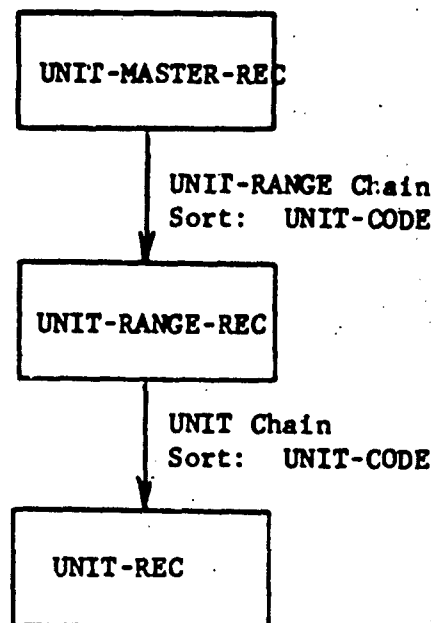 UNIT-MASTER-REC
UNIT-RANGE Chain
Sort: UNIT-CODE
UNIT-RANGE-REC
UNIT Chain
Sort: UNIT-CODE
UNIT-REC